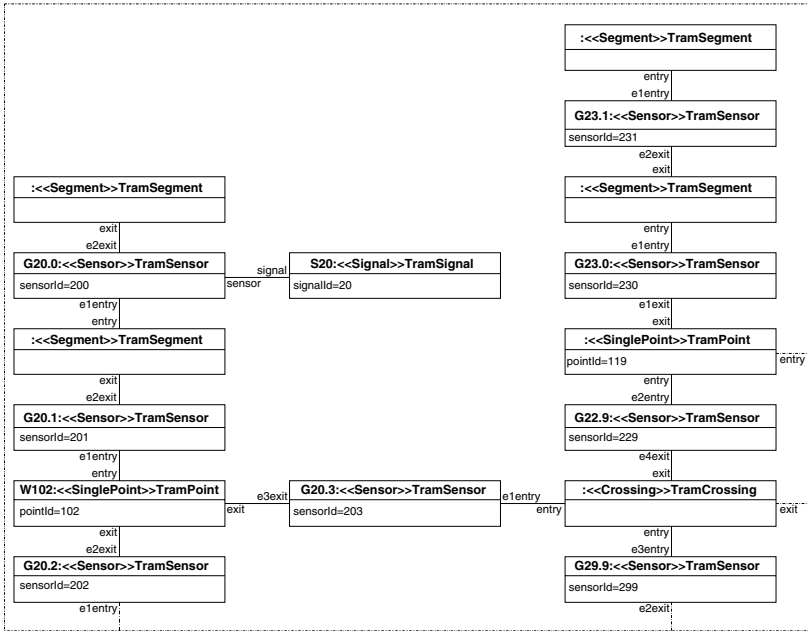 :<<Segment>>TramSegment
entry
e1entry
G23.1:<<Sensor>>TramSensor
sensorId=231
e2exit
exit
:<<Segment>>TramSegment
:<<Segment>>TramSegment
exit
entry
e2exit
e1entry
G20.0:<<Sensor>>TramSensor
signal
S20:<<Signal>>TramSignal
G23.0:<<Sensor>>TramSensor
sensorId=200
sensor
signalId=20
sensorId=230
e1entry
e1exit
entry
exit
:<<Segment>>TramSegment
:<<SinglePoint>>TramPoint
pointId=119
entry
exit
entry
e2exit
e2entry
G20.1:<<Sensor>>TramSensor
G22.9:<<Sensor>>TramSensor
sensorId=201
sensorId=229
e1entry
e4exit
entry
exit
W102:<<SinglePoint>>TramPoint
e3exit
G20.3:<<Sensor>>TramSensor
e1entry
:<<Crossing>>TramCrossing
pointId=102
exit
sensorId=203
entry
exit
exit
entry
e2exit
e3entry
G20.2:<<Sensor>>TramSensor
G29.9:<<Sensor>>TramSensor
sensorId=202
sensorId=299
e1entry
e2exit